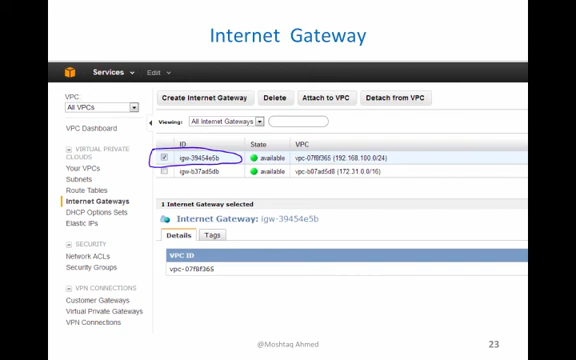 Internet Gateway
Services Edit
VPC:
All VPCs
VPC Dashboard
VIRTUAL PRIVATE CLOUDS
Your VPCs
Subnets
Route Tables
Internet Gateways
DHCP Options Sets
Elastic IPs
SECURITY
Network ACLs
Security Groups
VPN CONNECTIONS
Customer Gateways
Virtual Private Gateways
VPN Connections
Create Internet Gateway Delete Attach to VPC Detach from VPC
Viewing: All Internet Gateways
ID State VPC
igw-39454e5b available vpc-07f8f365 (192.168.100.0/24)
igw-b37ad5db available vpc-b07ad5d8 (172.31.0.0/16)
1 Internet Gateway selected
Internet Gateway: igw-39454e5b
Details Tags
VPC ID
vpc-07f8f365
@Moshtaq Ahmed 23